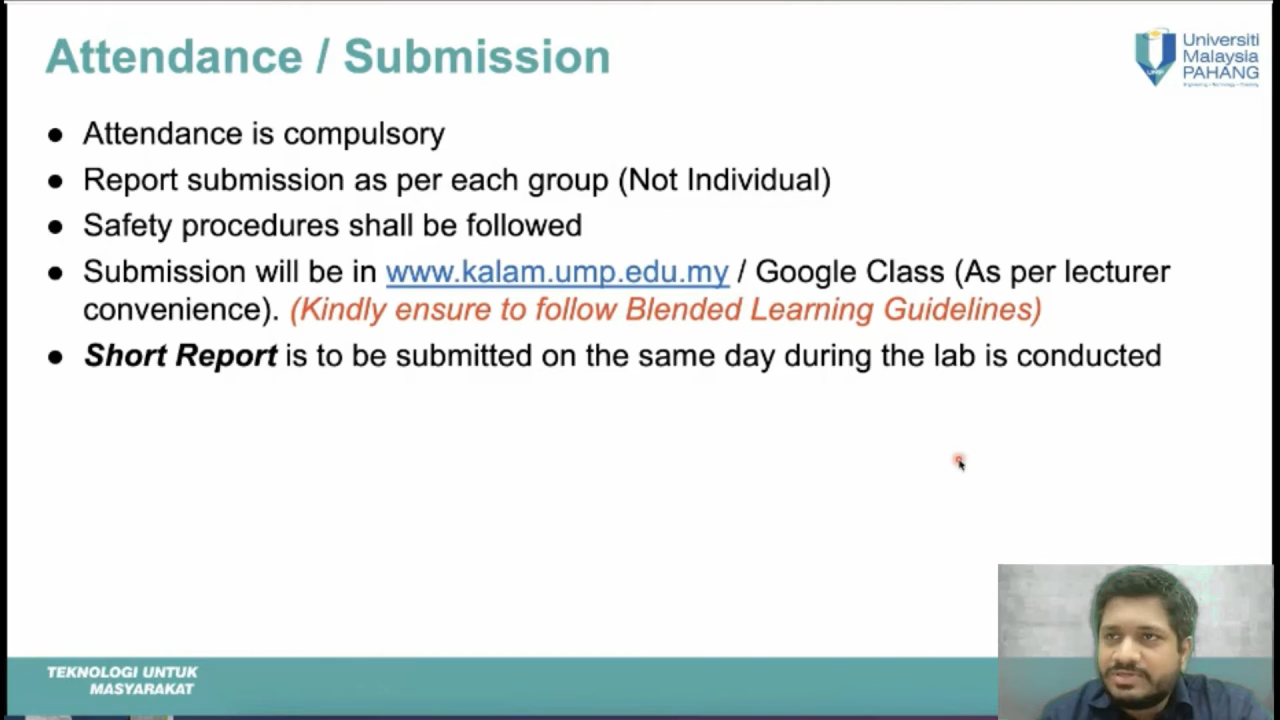 Attendance / Submission
Universiti
Malaysia
PAHANG
UMP
● Attendance is compulsory
● Report submission as per each group (Not Individual)
● Safety procedures shall be followed
● Submission will be in www.kalam.ump.edu.my / Google Class (As per lecturer
convenience). (Kindly ensure to follow Blended Learning Guidelines)
● Short Report is to be submitted on the same day during the lab is conducted
TEKNOLOGI UNTUK
MASYARAKAT